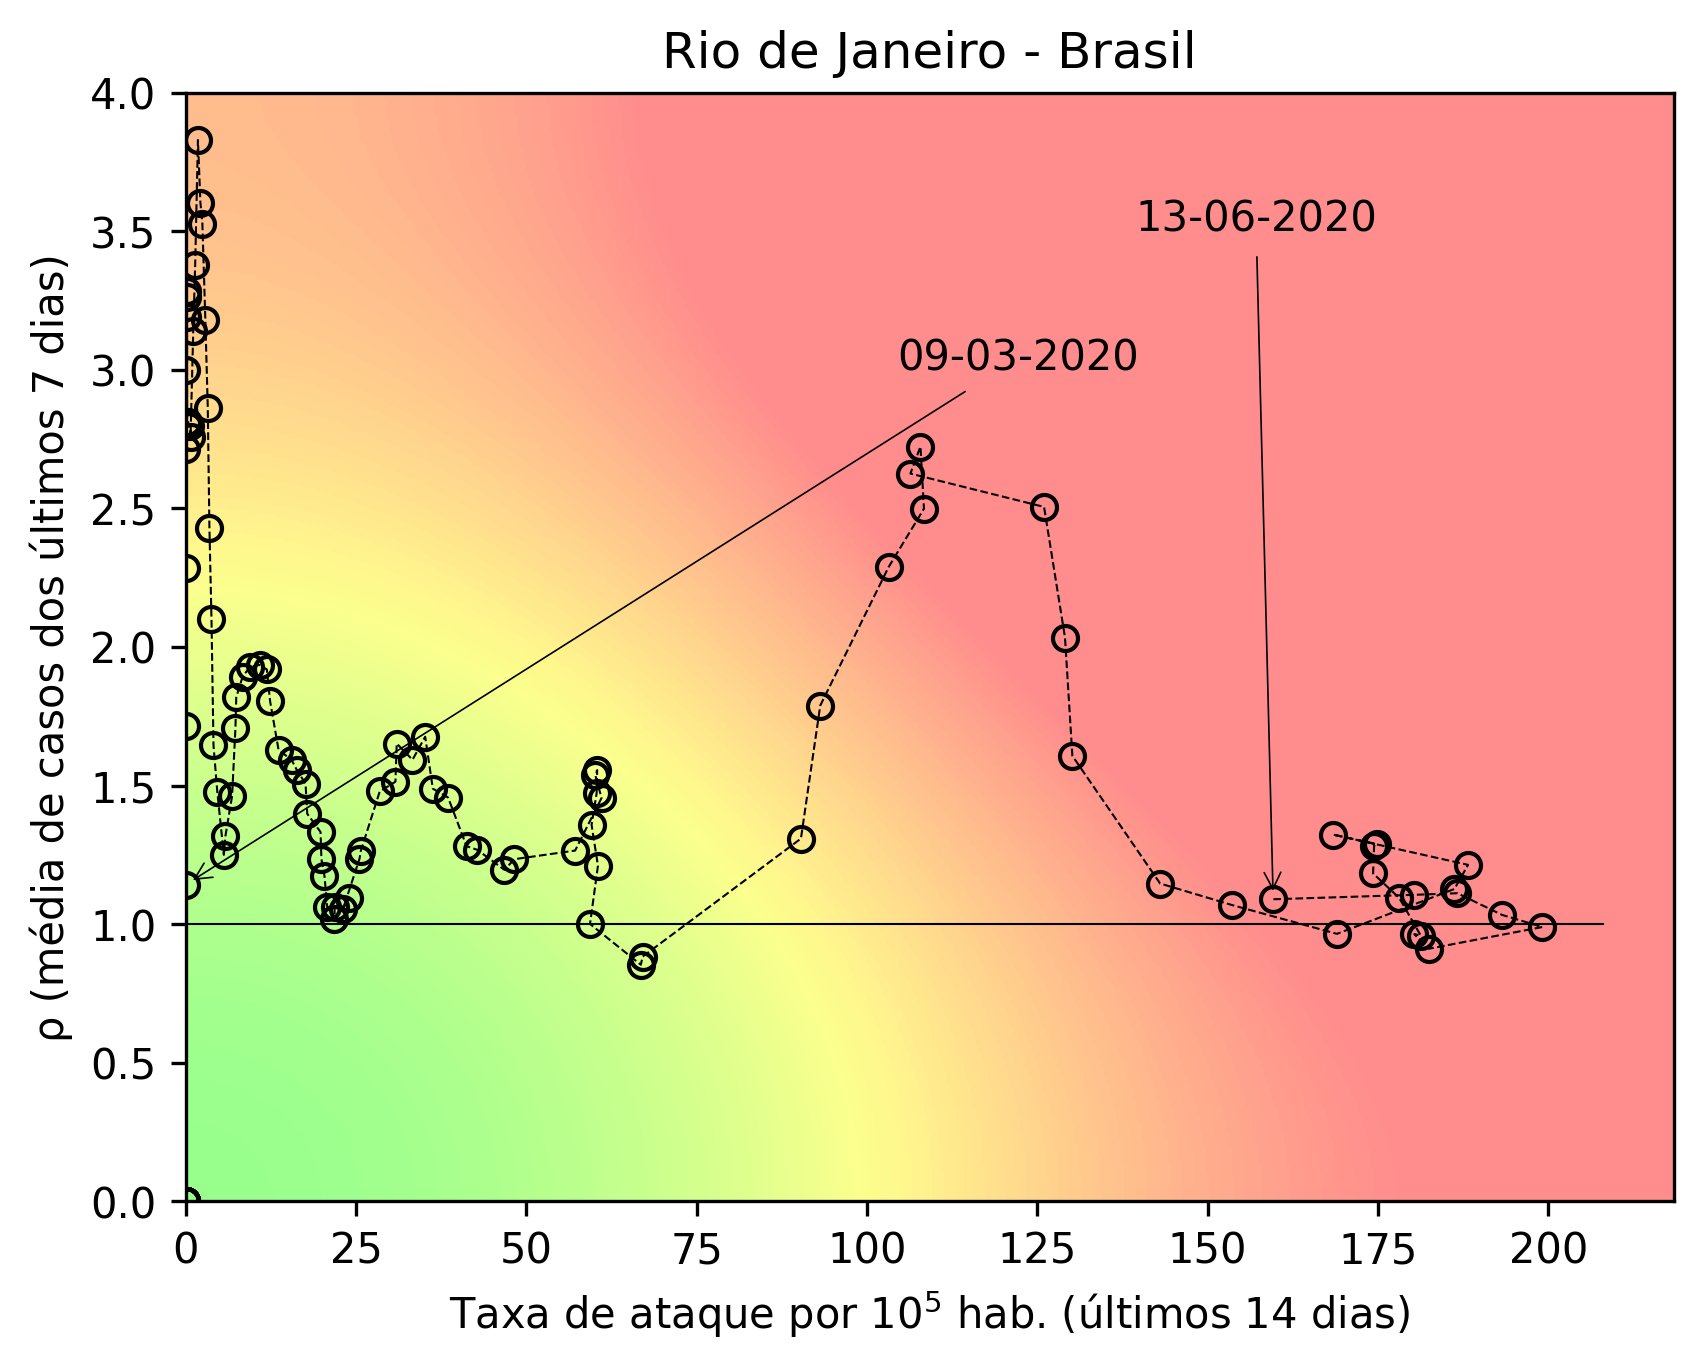 Rio de Janeiro - Brasil
4.0
3.5
3.0
2.5
2.0
1.5
1.0
0.5
0.0
ρ (média de casos dos últimos 7 dias)
13-06-2020
09-03-2020
0 25 50 75 100 125 150 175 200
Taxa de ataque por 10⁵ hab. (últimos 14 dias)